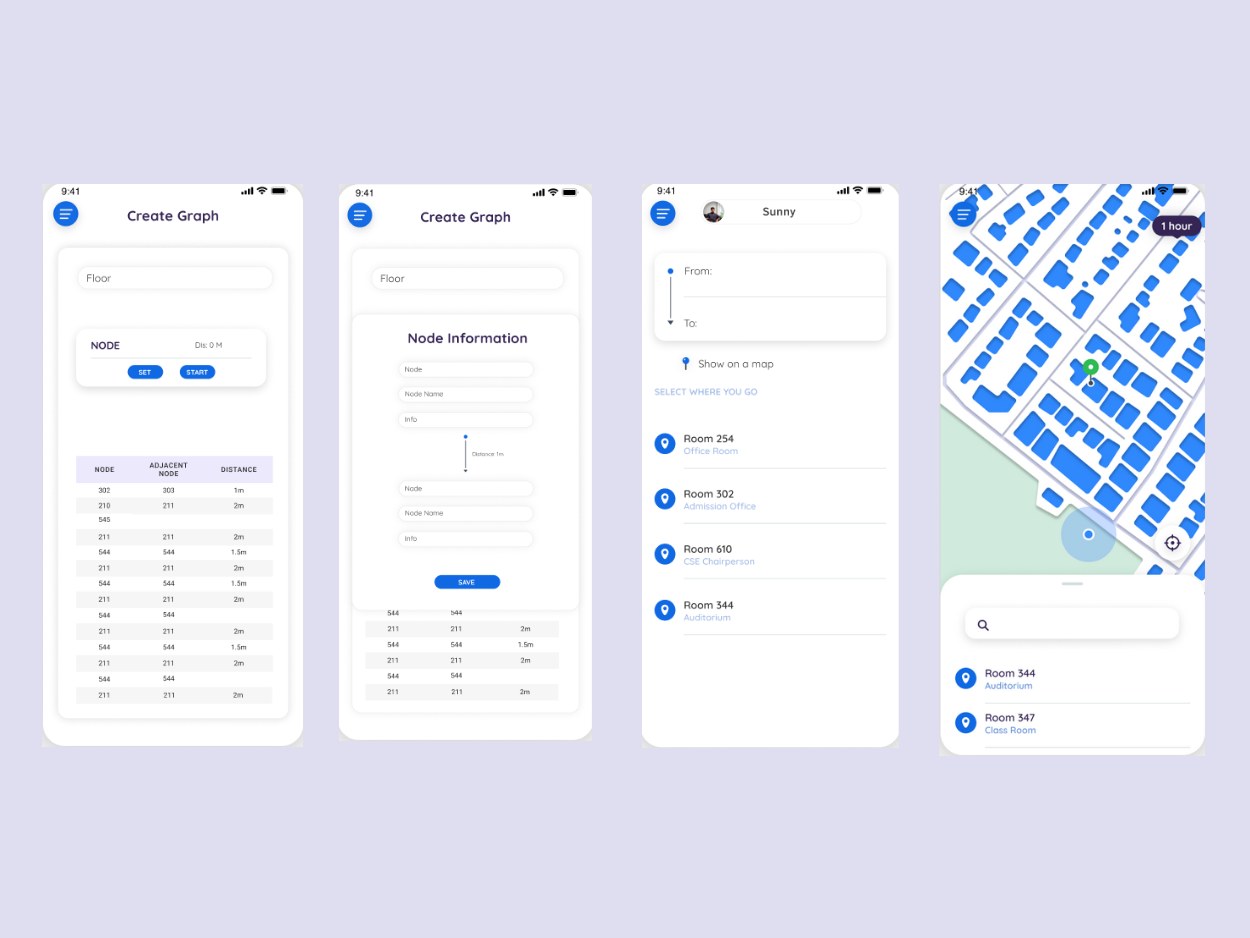 9:41
Create Graph
Floor
NODE Dis: 0 M
SET START
NODE ADJACENT NODE DISTANCE
302 303 1m
210 211 2m
545
211 211 2m
544 544 1.5m
211 211 2m
544 544 1.5m
211 211 2m
544 544
211 211 2m
544 544 1.5m
211 211 2m
544 544
211 211 2m
9:41
Create Graph
Floor
Node Information
Node
Node Name
Info
Distance 1m
Node
Node Name
Info
SAVE
544 544
211 211 2m
544 544 1.5m
211 211 2m
544 544
211 211 2m
9:41
Sunny
From:
To:
Show on a map
SELECT WHERE YOU GO
Room 254
Office Room
Room 302
Admission Office
Room 610
CSE Chairperson
Room 344
Auditorium
9:41
1 hour
Room 344
Auditorium
Room 347
Class Room